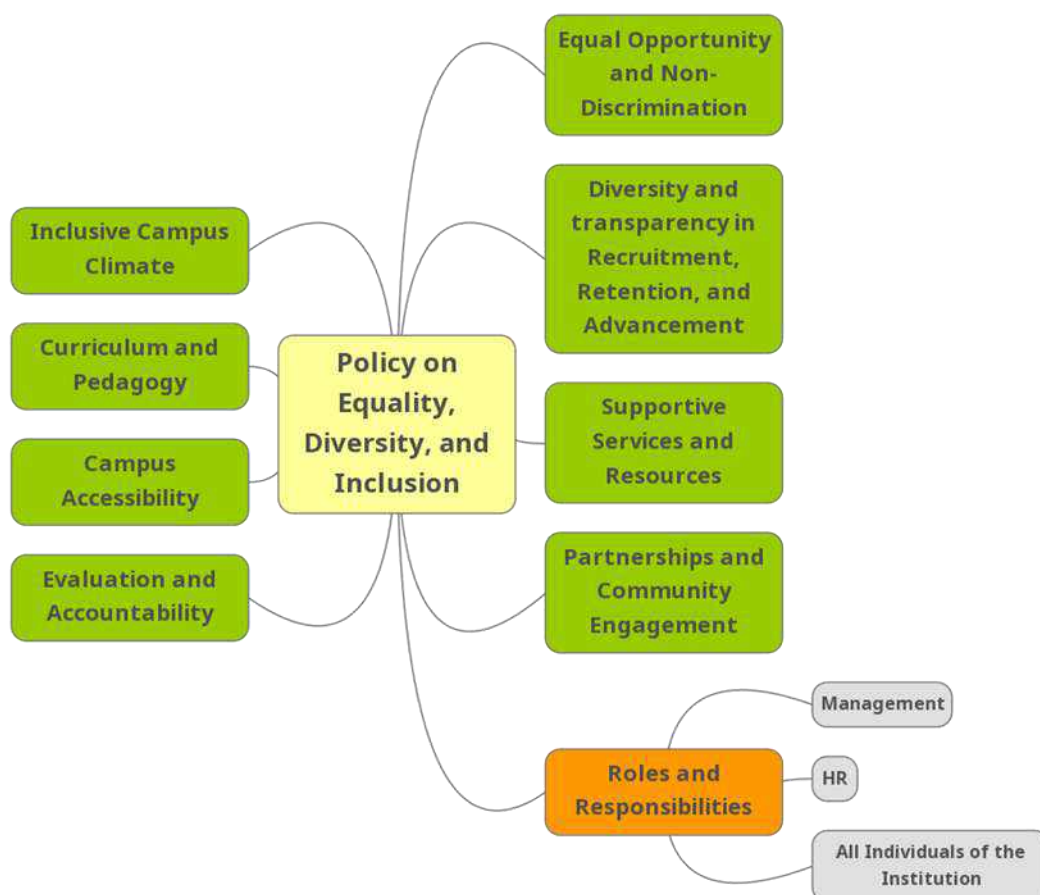 Equal Opportunity
and Non-
Discrimination
Diversity and
transparency in
Recruitment,
Retention, and
Advancement
Inclusive Campus
Climate
Curriculum and
Pedagogy
Policy on
Equality,
Diversity, and
Inclusion
Supportive
Services and
Resources
Campus
Accessibility
Evaluation and
Accountability
Partnerships and
Community
Engagement
Roles and
Responsibilities
Management
HR
All Individuals of the
Institution